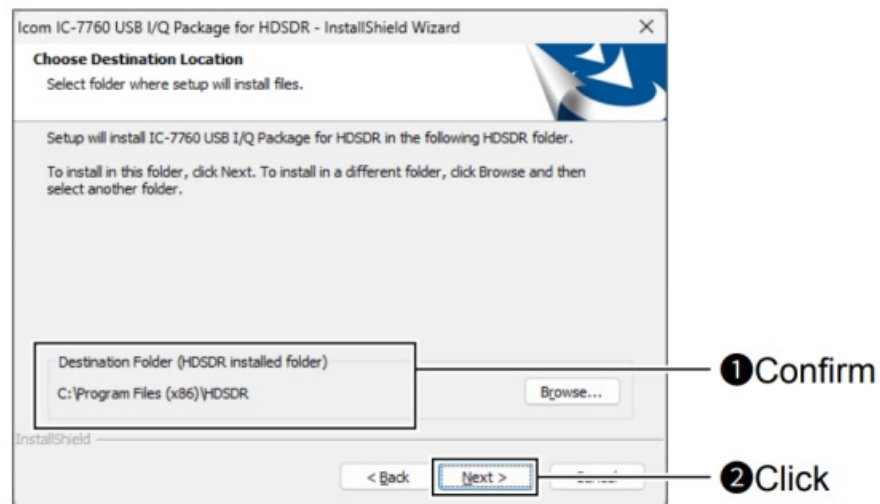 Icom IC-7760 USB I/Q Package for HDSDR - InstallShield Wizard
Choose Destination Location
Select folder where setup will install files.
Setup will install IC-7760 USB I/Q Package for HDSDR in the following HDSDR folder.
To install in this folder, click Next. To install in a different folder, click Browse and then
select another folder.
Destination Folder (HDSDR installed folder)
C:\Program Files (x86)\HDSDR
Browse...
❶Confirm
InstallShield
< Back
Next >
❷Click